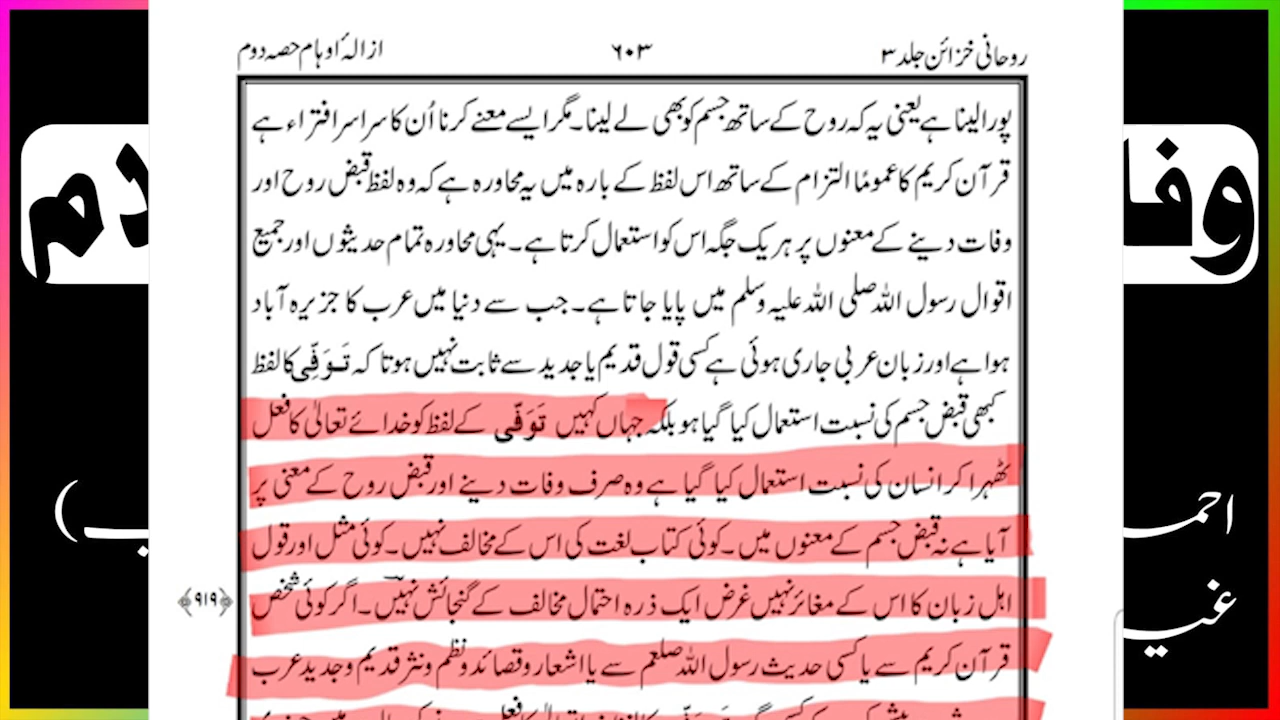 روحانی خزائن جلد ۳
۶۰۳
ازالہ اوہام حصہ دوم
پورا لینا ہے یعنی یہ کہ روح کے ساتھ جسم کو بھی لے لینا۔ مگر ایسے معنے کرنا اُن کا سراسر افتراء ہے
قرآن کریم کا عمومًا التزام کے ساتھ اس لفظ کے بارہ میں یہ محاورہ ہے کہ وہ لفظ قبض روح اور
وفات دینے کے معنوں پر ہر یک جگہ اس کو استعمال کرتا ہے۔ یہی محاورہ تمام حدیثوں اور جمیع
اقوال رسول اللہ صلی اللہ علیہ وسلم میں پایا جاتا ہے۔ جب سے دنیا میں عرب کا جزیرہ آباد
ہوا ہے اور زبان عربی جاری ہوئی ہے کسی قول قدیم یا جدید سے ثابت نہیں ہوتا کہ تَوَفِّی کا لفظ
کبھی قبض جسم کی نسبت استعمال کیا گیا ہو بلکہ جہاں کہیں تَوَفّی کے لفظ کو خدائے تعالیٰ کا فعل
ٹھہرا کر انسان کی نسبت استعمال کیا گیا ہے وہ صرف وفات دینے اور قبض روح کے معنی پر
آیا ہے نہ قبض جسم کے معنوں میں۔ کوئی کتاب لغت کی اس کے مخالف نہیں۔ کوئی مثل اور قول
اہل زبان کا اس کے مغائر نہیں غرض ایک ذرہ احتمال مخالف کے گنجائش نہیں۔ اگر کوئی شخص
﴿۹۱۹﴾
قرآن کریم سے یا کسی حدیث رسول اللہ صلعم سے یا اشعار و قصائد و نظم و نثر قدیم و جدید عرب
وفا
دم
احمـ
ـب)
غیـ